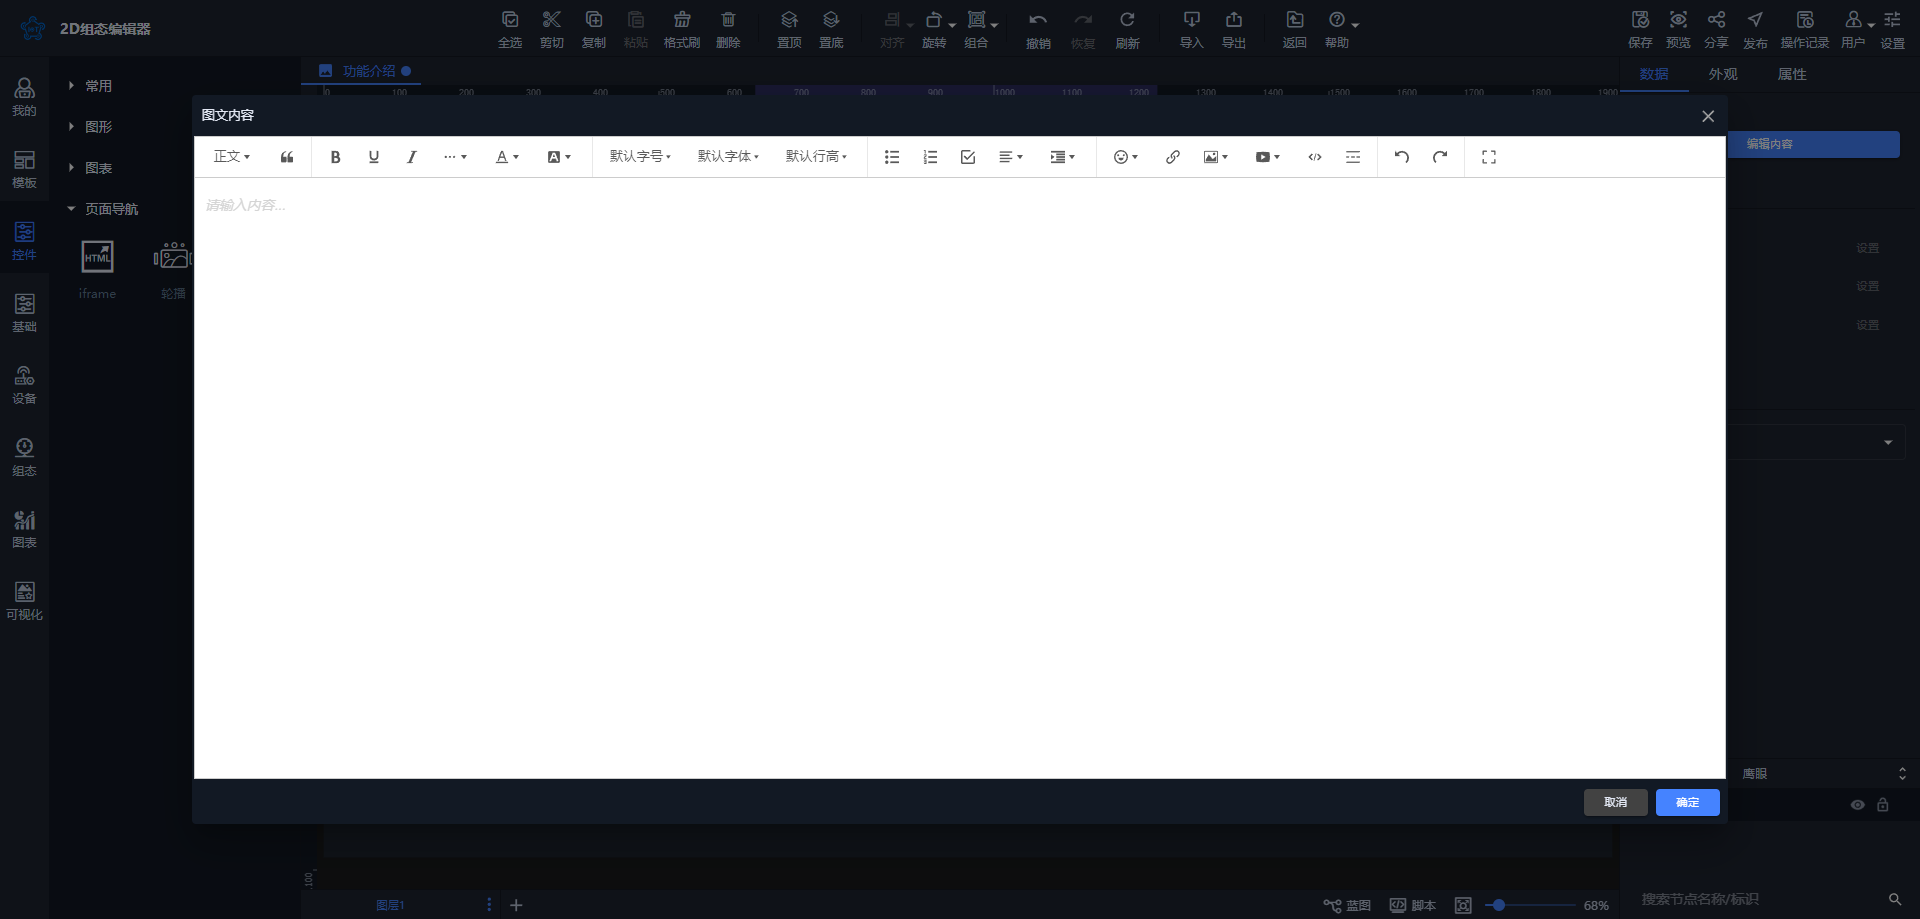 2D组态编辑器
全选 剪切 复制 粘贴 格式刷 删除 置顶 置底 对齐 旋转 组合 撤销 恢复 刷新 导入 导出 返回 帮助 保存 预览 分享 发布 操作记录 用户 设置
功能介绍
数据 外观 属性
0 100 200 300 400 500 600 700 800 900 1000 1100 1200 1300 1400 1500 1600 1700 1800 1900
我的
模板
控件
基础
设备
组态
图表
可视化
常用
图形
图表
页面导航
HTML
iframe 轮播
图文内容
正文 B U I A A 默认字号 默认字体 默认行高
请输入内容...
取消 确定
编辑内容
设置
设置
设置
鹰眼
100
图层1
蓝图 脚本 68%
搜索节点名称/标识